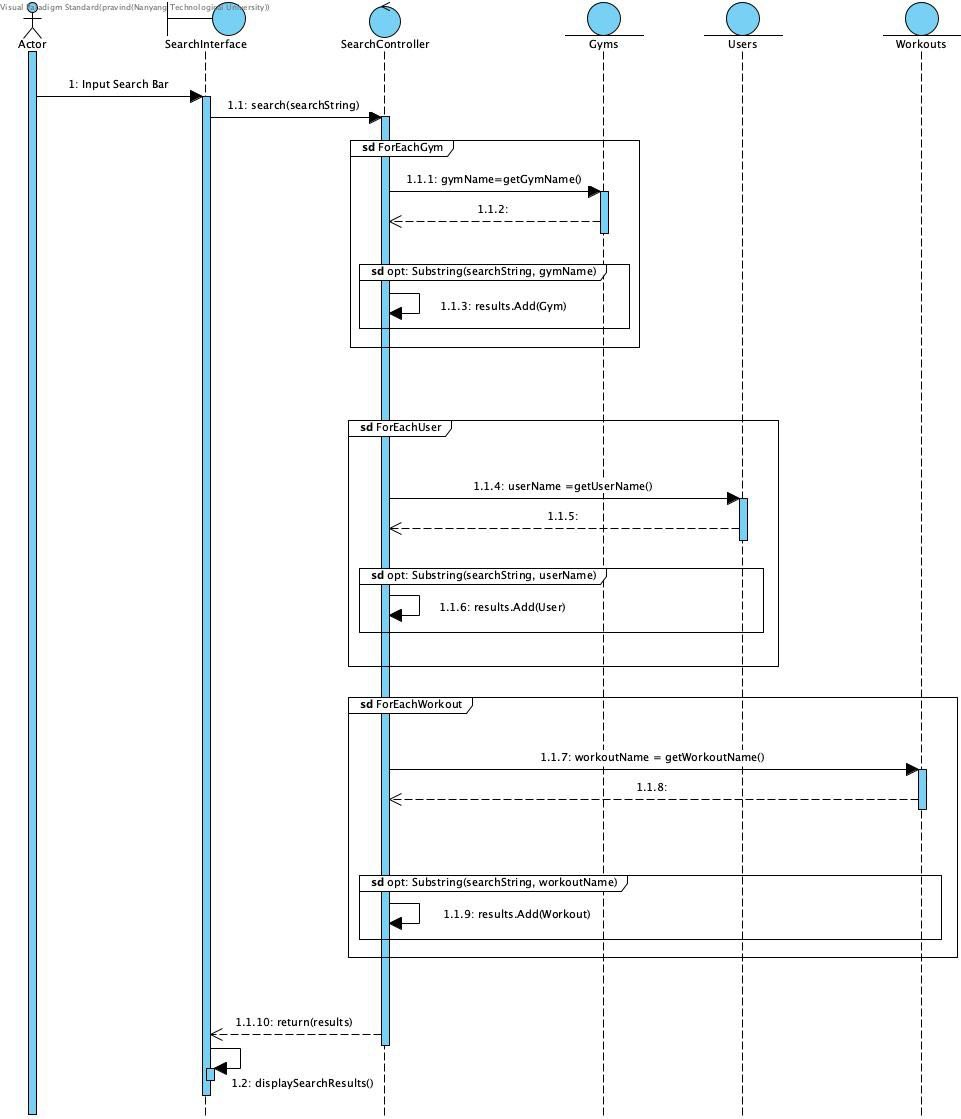 Visual Paradigm Standard(pravind(Nanyang Technological University))
Actor
SearchInterface
SearchController
Gyms
Users
Workouts
1: Input Search Bar
1.1: search(searchString)
sd ForEachGym
1.1.1: gymName=getGymName()
1.1.2:
sd opt: Substring(searchString, gymName)
1.1.3: results.Add(Gym)
sd ForEachUser
1.1.4: userName =getUserName()
1.1.5:
sd opt: Substring(searchString, userName)
1.1.6: results.Add(User)
sd ForEachWorkout
1.1.7: workoutName = getWorkoutName()
1.1.8:
sd opt: Substring(searchString, workoutName)
1.1.9: results.Add(Workout)
1.1.10: return(results)
1.2: displaySearchResults()